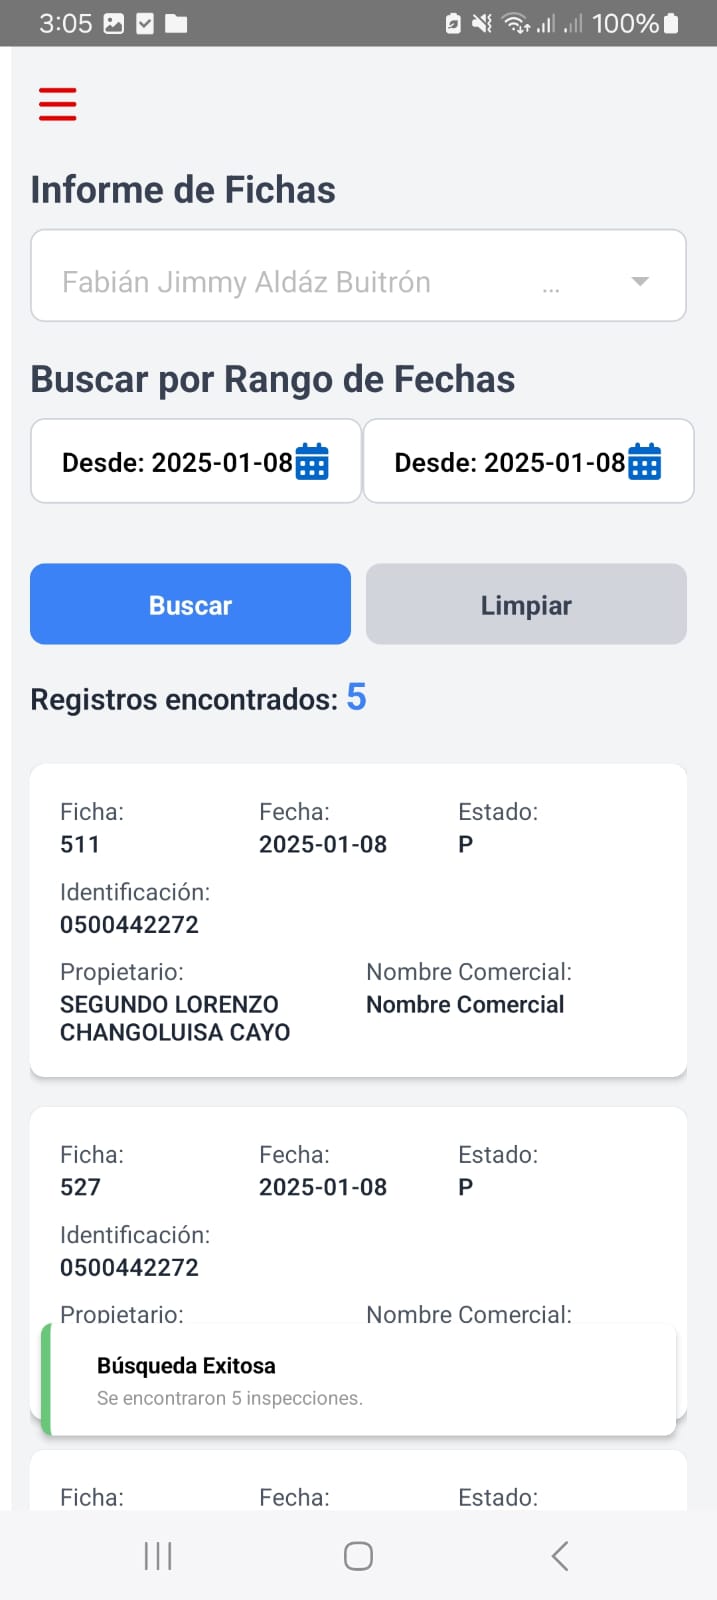 3:05 100%
Informe de Fichas
Fabián Jimmy Aldáz Buitrón ...
Buscar por Rango de Fechas
Desde: 2025-01-08 Desde: 2025-01-08
Buscar Limpiar
Registros encontrados: 5
Ficha: Fecha: Estado:
511 2025-01-08 P
Identificación:
0500442272
Propietario: Nombre Comercial:
SEGUNDO LORENZO Nombre Comercial
CHANGOLUISA CAYO
Ficha: Fecha: Estado:
527 2025-01-08 P
Identificación:
0500442272
Propietario: Nombre Comercial:
Búsqueda Exitosa
Se encontraron 5 inspecciones.
Ficha: Fecha: Estado: